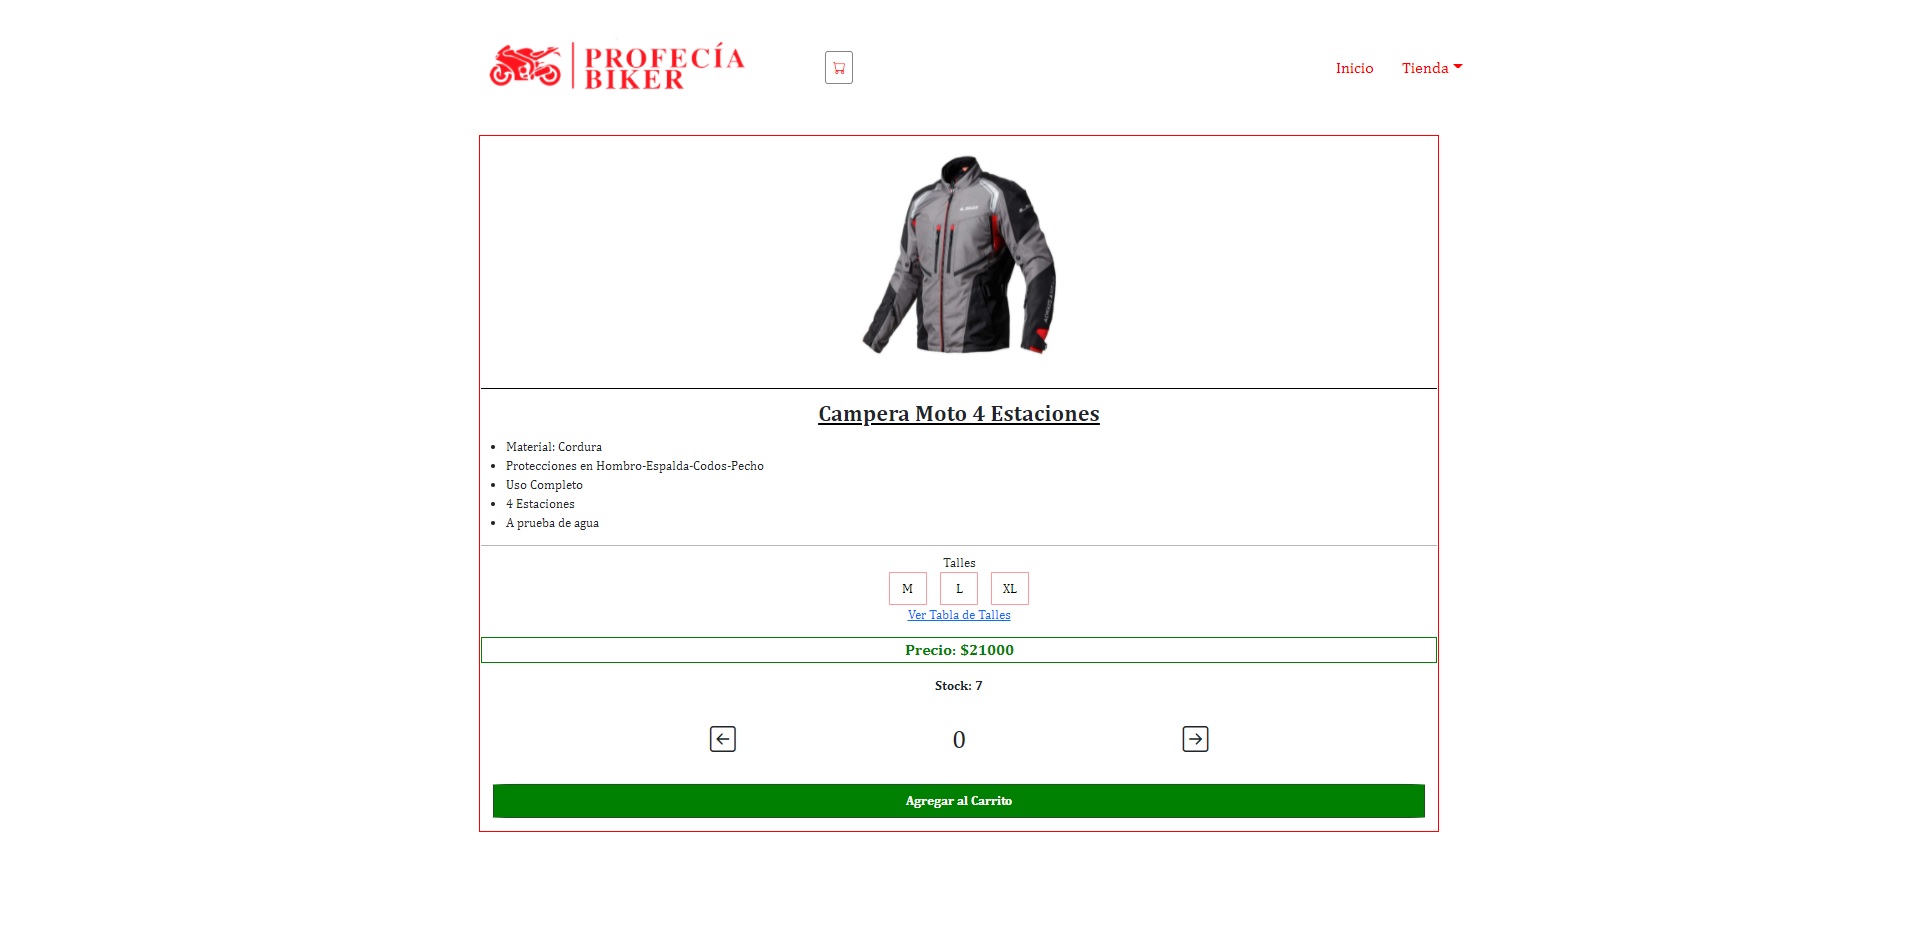 PROFECÍA
BIKER
Inicio
Tienda
Campera Moto 4 Estaciones
Material: Cordura
Protecciones en Hombro-Espalda-Codos-Pecho
Uso Completo
4 Estaciones
A prueba de agua
Talles
M L XL
Ver Tabla de Talles
Precio: $21000
Stock: 7
0
Agregar al Carrito